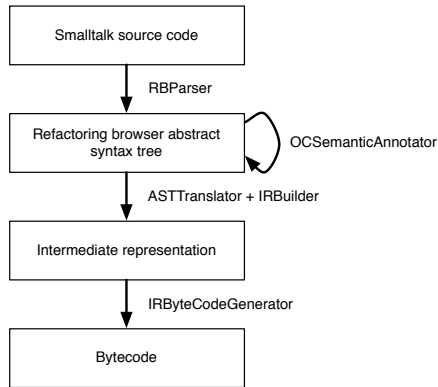 Smalltalk source code
RBParser
Refactoring browser abstract
syntax tree
OCSemanticAnnotator
ASTTranslator + IRBuilder
Intermediate representation
IRByteCodeGenerator
Bytecode